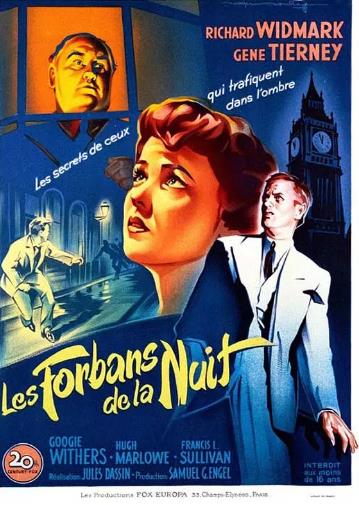 RICHARD WIDMARK
GENE TIERNEY
Les secrets de ceux
qui trafiquent
dans l'ombre
Les Forbans
de la Nuit
GOOGIE WITHERS
HUGH MARLOWE
FRANCIS L. SULLIVAN
Réalisation JULES DASSIN - Production SAMUEL G. ENGEL
20th
CENTURY-FOX
INTERDIT
aux moins
de 16 ans
Les Productions FOX EUROPA 33, Champs-Elysées, PARIS